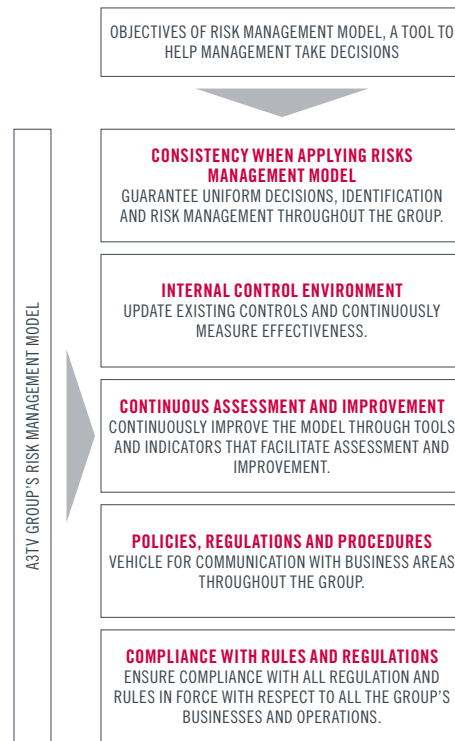 OBJECTIVES OF RISK MANAGEMENT MODEL, A TOOL TO
HELP MANAGEMENT TAKE DECISIONS
A3TV GROUP'S RISK MANAGEMENT MODEL
CONSISTENCY WHEN APPLYING RISKS
MANAGEMENT MODEL
GUARANTEE UNIFORM DECISIONS, IDENTIFICATION
AND RISK MANAGEMENT THROUGHOUT THE GROUP.
INTERNAL CONTROL ENVIRONMENT
UPDATE EXISTING CONTROLS AND CONTINUOUSLY
MEASURE EFFECTIVENESS.
CONTINUOUS ASSESSMENT AND IMPROVEMENT
CONTINUOUSLY IMPROVE THE MODEL THROUGH TOOLS
AND INDICATORS THAT FACILITATE ASSESSMENT AND
IMPROVEMENT.
POLICIES, REGULATIONS AND PROCEDURES
VEHICLE FOR COMMUNICATION WITH BUSINESS AREAS
THROUGHOUT THE GROUP.
COMPLIANCE WITH RULES AND REGULATIONS
ENSURE COMPLIANCE WITH ALL REGULATION AND
RULES IN FORCE WITH RESPECT TO ALL THE GROUP'S
BUSINESSES AND OPERATIONS.